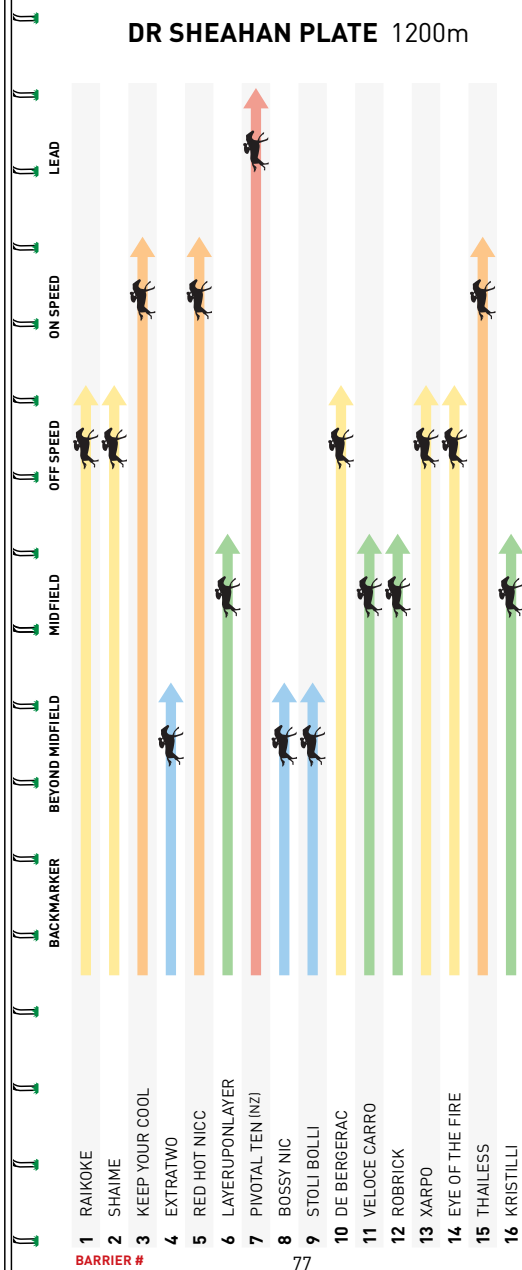 DR SHEAHAN PLATE 1200m
LEAD
ON SPEED
OFF SPEED
MIDFIELD
BEYOND MIDFIELD
BACKMARKER
1 RAIKOKE
2 SHAIME
3 KEEP YOUR COOL
4 EXTRATWO
5 RED HOT NICC
6 LAYERUPONLAYER
7 PIVOTAL TEN (NZ)
8 BOSSY NIC
9 STOLI BOLLI
10 DE BERGERAC
11 VELOCE CARRO
12 ROBRICK
13 XARPO
14 EYE OF THE FIRE
15 THAILESS
16 KRISTILLI
BARRIER #
77